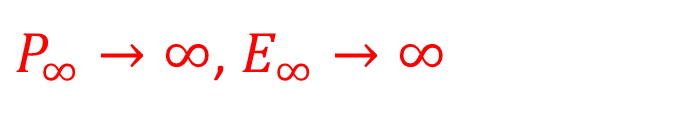 P∞ → ∞, E∞ → ∞